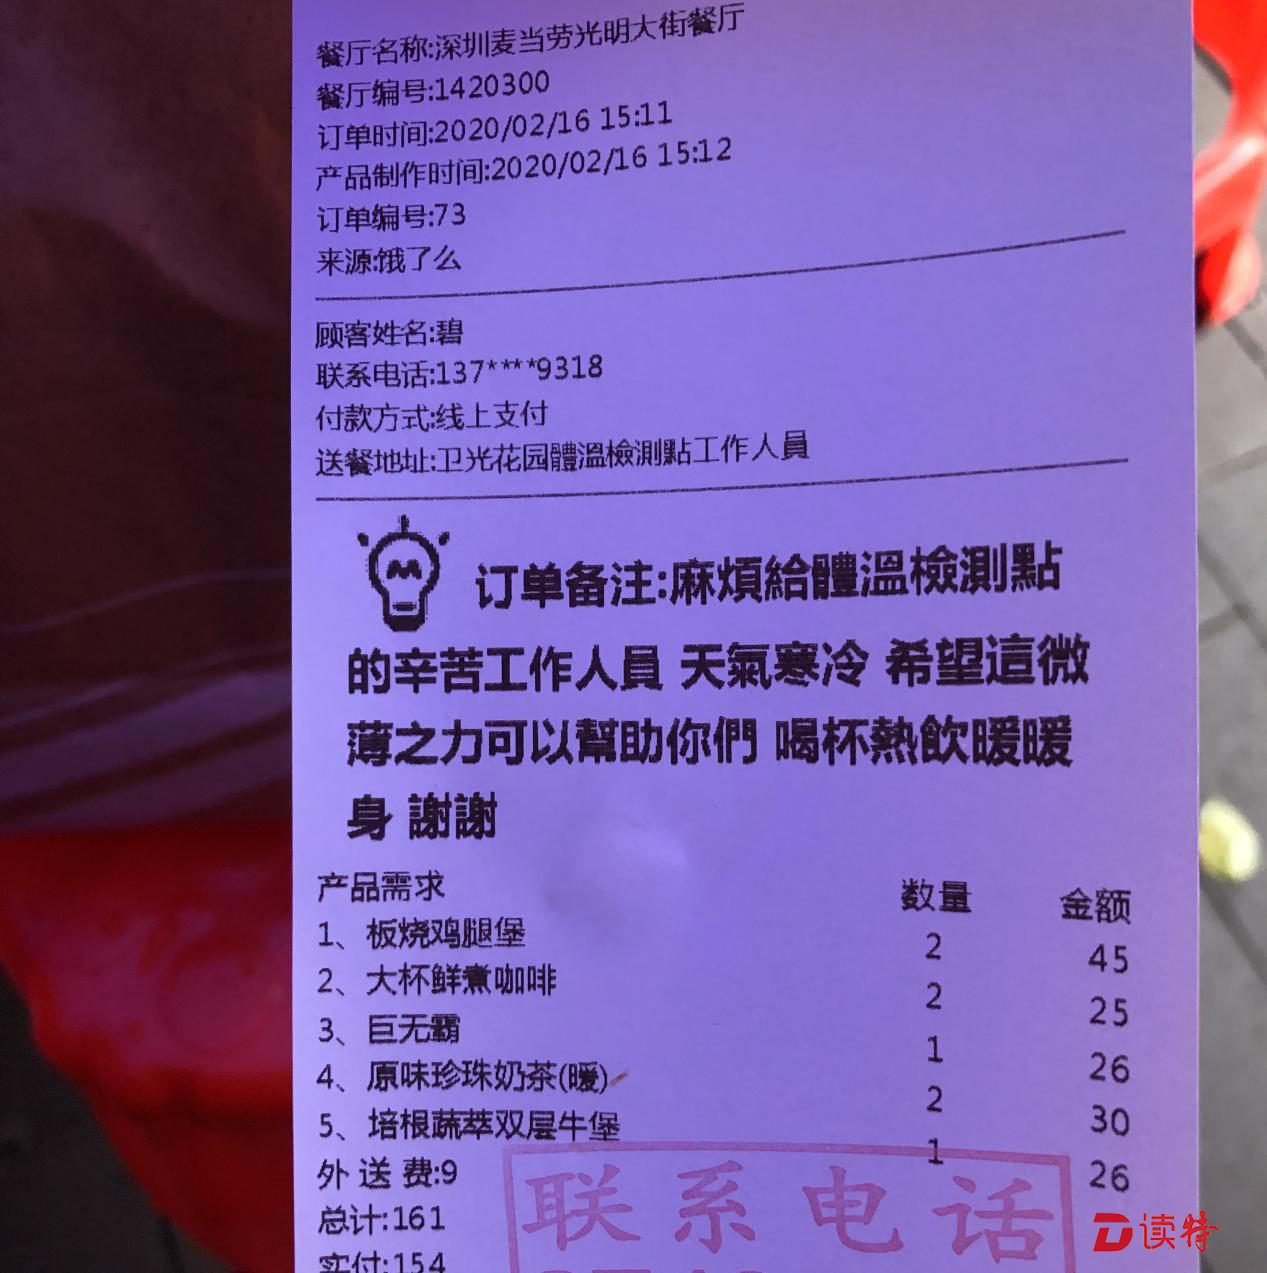 餐厅名称:深圳麦当劳光明大街餐厅
餐厅编号:1420300
订单时间:2020/02/16 15:11
产品制作时间:2020/02/16 15:12
订单编号:73
来源:饿了么
顾客姓名:碧
联系电话:137****9318
付款方式:线上支付
送餐地址:卫光花园體溫檢測點工作人員
订单备注:麻煩給體溫檢測點
的辛苦工作人員 天氣寒冷 希望這微
薄之力可以幫助你們 喝杯熱飲暖暖
身 謝謝
产品需求 数量 金额
1、板烧鸡腿堡 2 45
2、大杯鲜煮咖啡 2 25
3、巨无霸 1 26
4、原味珍珠奶茶(暖) 2 30
5、培根蔬萃双层牛堡 1 26
外 送 费:9
总计:161
实付:154
联系电话
读特